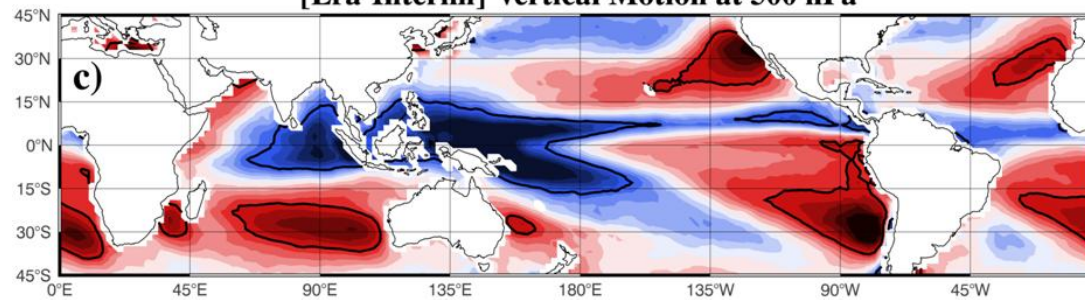 [Era-Interim] Vertical Motion at 500 hPa
45°N
c)
30°N
15°N
0°N
15°S
30°S
45°S
0°E 45°E 90°E 135°E 180°E 135°W 90°W 45°W